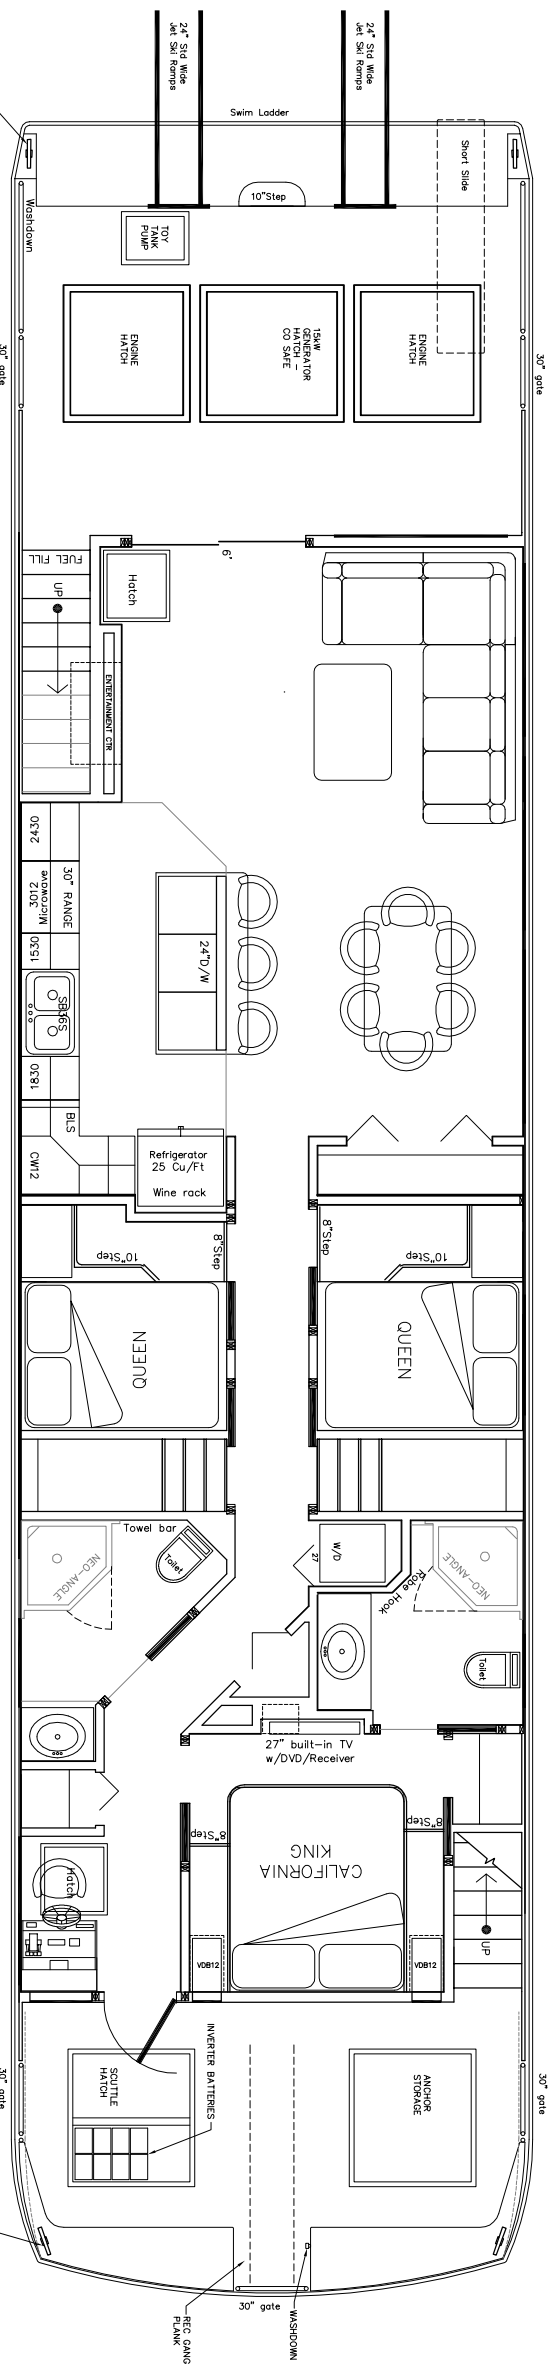 24" Std Wide
Jet Ski Ramps
24" Std Wide
Jet Ski Ramps
Swim Ladder
Short Slide
10"Step
Washdown
TOY
TANK
PUMP
ENGINE
HATCH
15kW
GENERATOR
HATCH –
CO SAFE
ENGINE
HATCH
30" gate
30" gate
FUEL FILL
6'
Hatch
UP
ENTERTAINMENT CTR
2430
30" RANGE
Microwave
3012
1530
24"D/W
SB36S
1830
BLS
CW12
Refrigerator
25 Cu/Ft
Wine rack
8"Step
8"Step
10"Step
10"Step
QUEEN
QUEEN
Towel bar
Toilet
NEO-ANGLE
W/D
27
Robe Hook
NEO-ANGLE
Toilet
27" built-in TV
w/DVD/Receiver
8"Step
8"Step
CALIFORNIA
KING
Hatch
UP
VDB12
VDB12
INVERTER BATTERIES
SCUTTLE
HATCH
ANCHOR
STORAGE
30" gate
30" gate
30" gate
WASHDOWN
REC GANG
PLANK